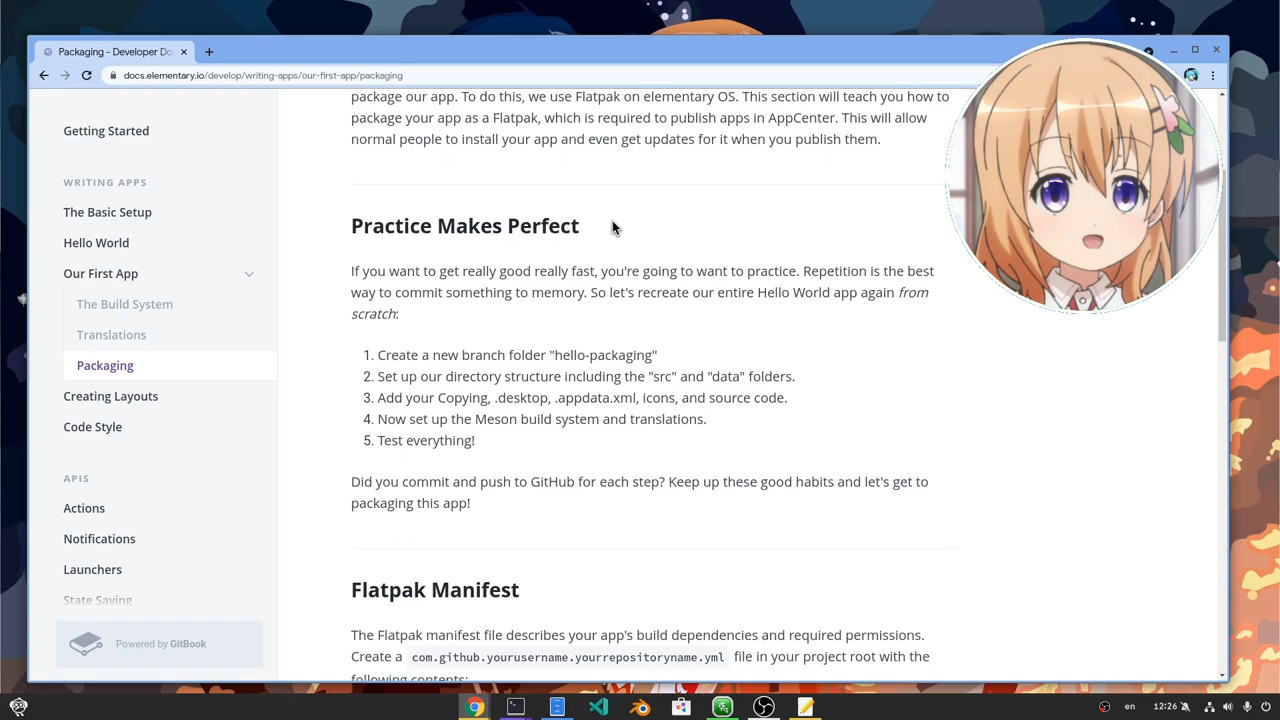 Packaging - Developer Do
docs.elementary.io/develop/writing-apps/our-first-app/packaging
Getting Started
WRITING APPS
The Basic Setup
Hello World
Our First App
The Build System
Translations
Packaging
Creating Layouts
Code Style
APIS
Actions
Notifications
Launchers
State Saving
Powered by GitBook
package our app. To do this, we use Flatpak on elementary OS. This section will teach you how to
package your app as a Flatpak, which is required to publish apps in AppCenter. This will allow
normal people to install your app and even get updates for it when you publish them.
Practice Makes Perfect
If you want to get really good really fast, you're going to want to practice. Repetition is the best
way to commit something to memory. So let's recreate our entire Hello World app again from
scratch:
1. Create a new branch folder "hello-packaging"
2. Set up our directory structure including the "src" and "data" folders.
3. Add your Copying, .desktop, .appdata.xml, icons, and source code.
4. Now set up the Meson build system and translations.
5. Test everything!
Did you commit and push to GitHub for each step? Keep up these good habits and let's get to
packaging this app!
Flatpak Manifest
The Flatpak manifest file describes your app's build dependencies and required permissions.
Create a com.github.yourusername.yourrepositoryname.yml file in your project root with the
following contents:
en
12:26